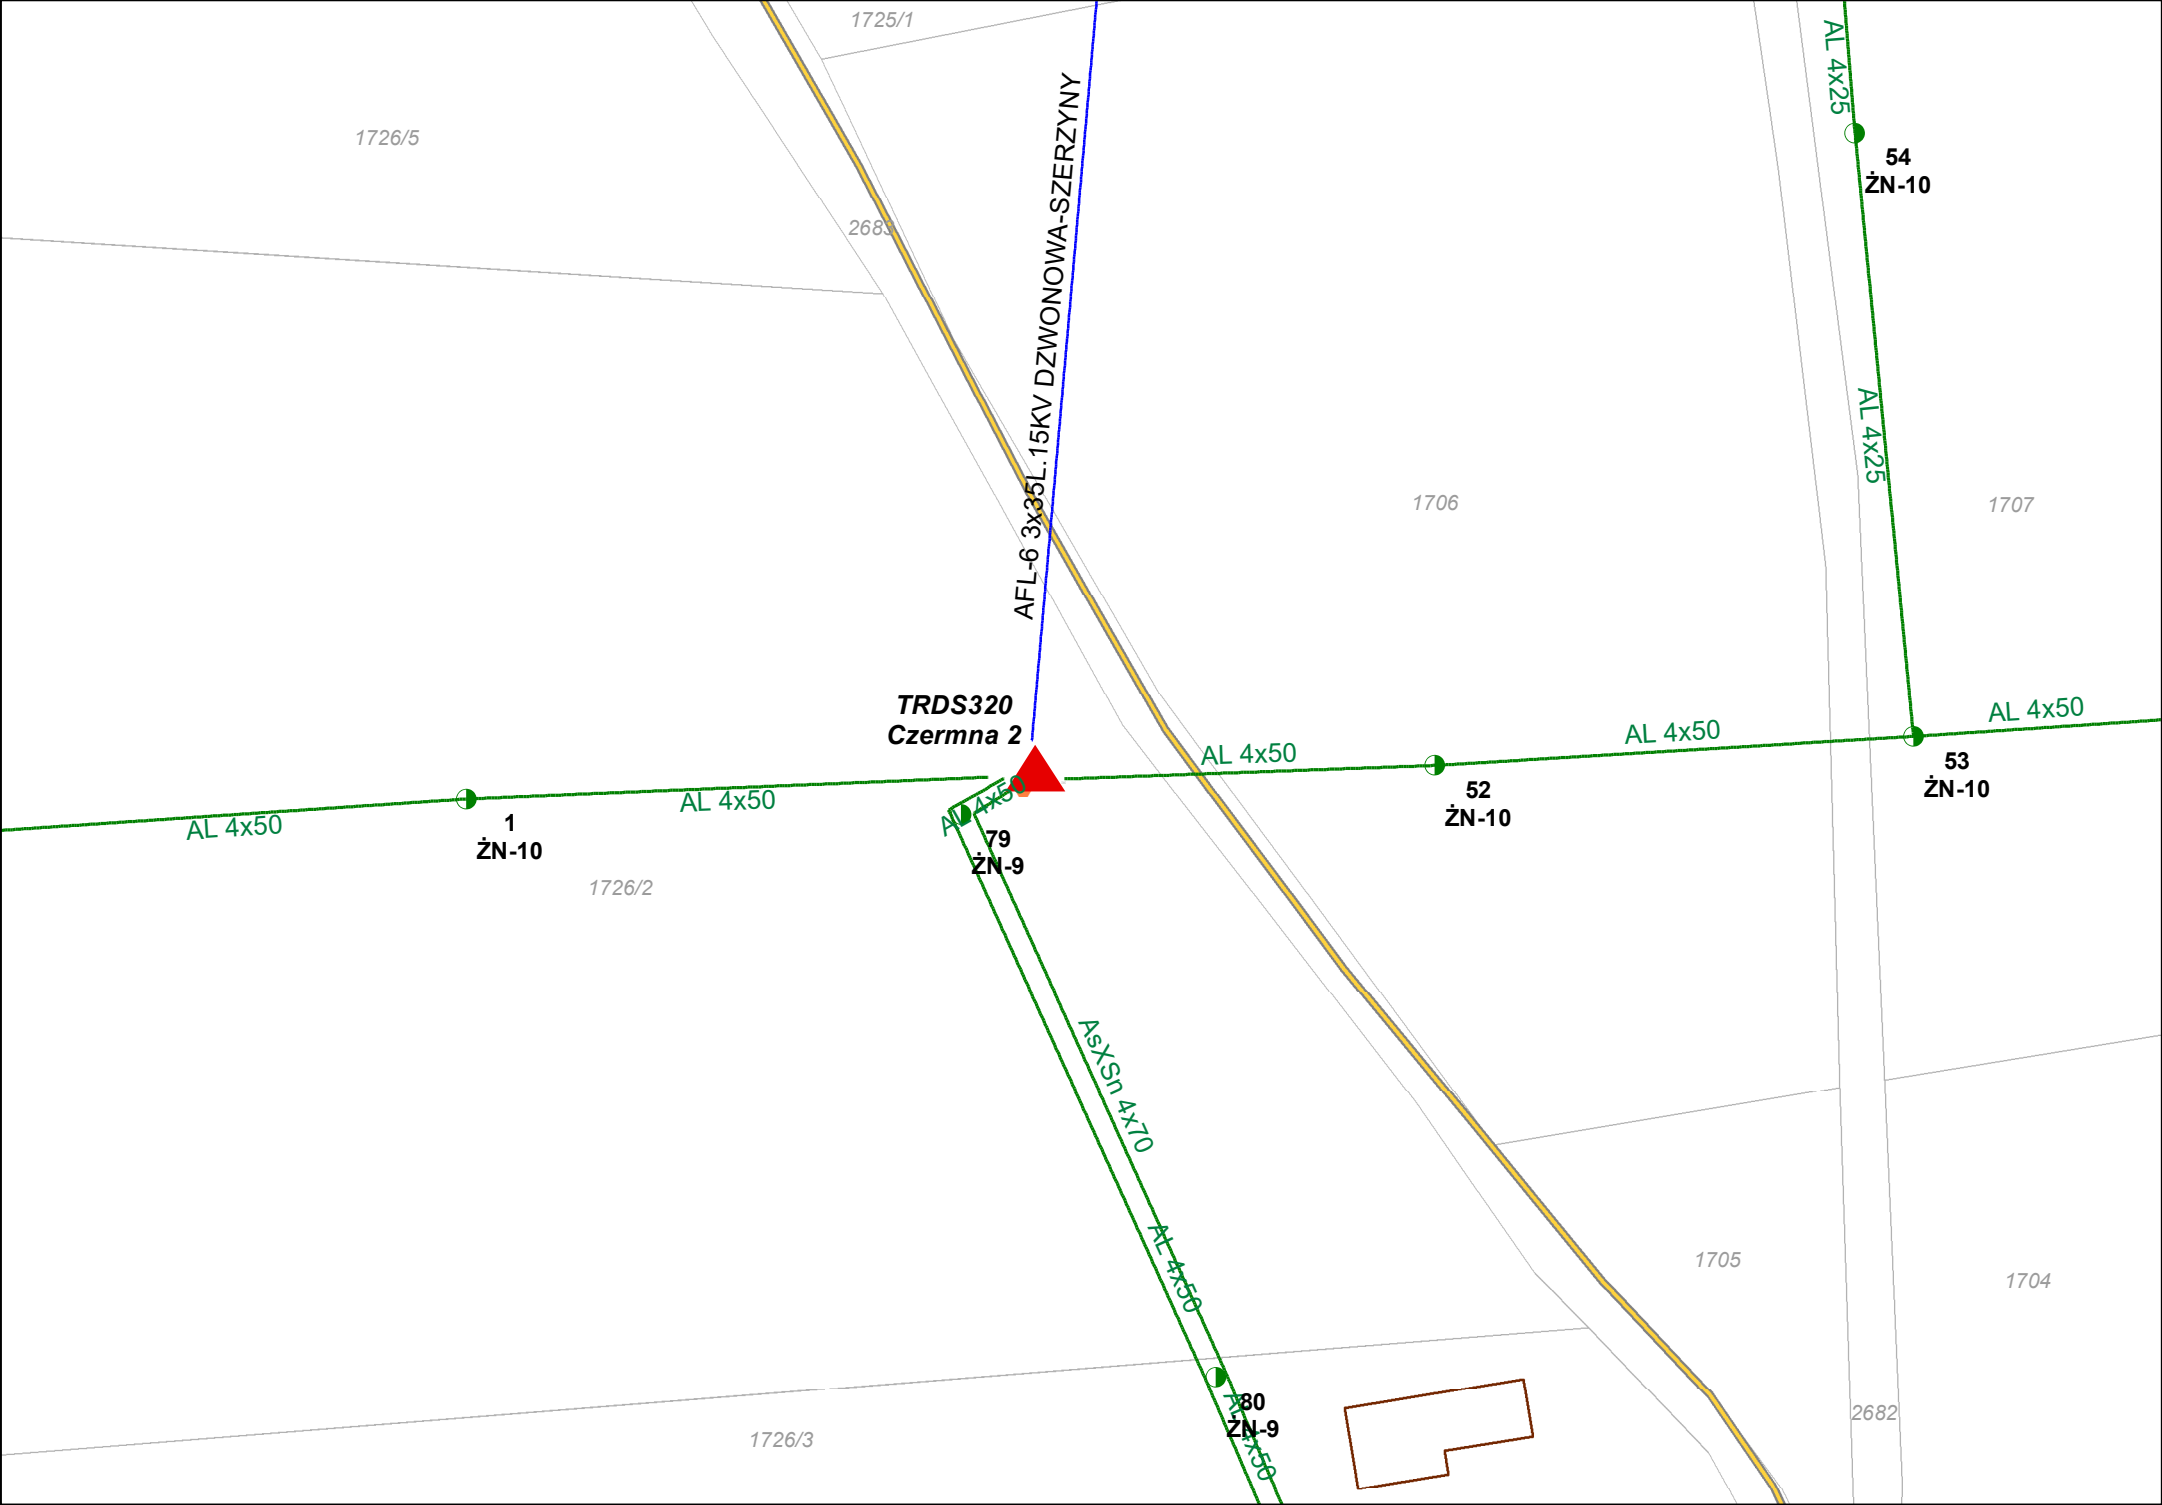 1725/1
AL 4x25
1726/5
54
ŻN-10
2683
AFL-6 3x35L.15KV DZWONOWA-SZERZYNY
AL 4x25
1706
1707
TRDS320
Czermna 2
AL 4x50
AL 4x50
AL 4x50
53
ŻN-10
52
ŻN-10
AL 4x50
AL 4x50
1
ŻN-10
AL 4x50
79
ŻN-9
1726/2
AsXSn 4x70
AL 4x50
1705
1704
80
ŻN-9
AL 4x50
2682
1726/3